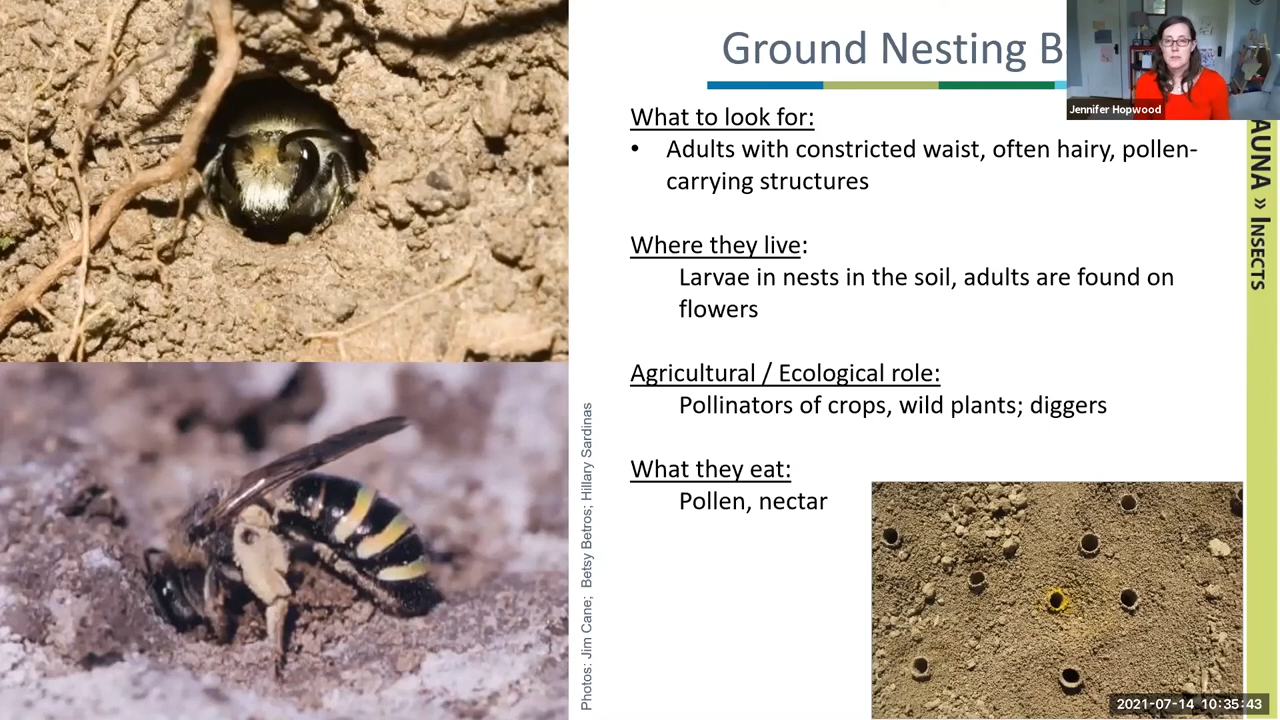 Ground Nesting B
Jennifer Hopwood
What to look for:
• Adults with constricted waist, often hairy, pollen-
carrying structures
Where they live:
Larvae in nests in the soil, adults are found on
flowers
Agricultural / Ecological role:
Pollinators of crops, wild plants; diggers
What they eat:
Pollen, nectar
Photos: Jim Cane; Betsy Betros; Hillary Sardinas
AUNA » INSECTS
2021-07-14 10:35:43